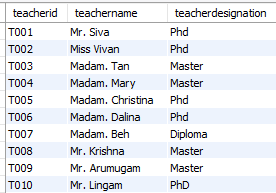 teacherid teachername teacherdesignation
T001 Mr. Siva Phd
T002 Miss Vivan Phd
T003 Madam. Tan Master
T004 Madam. Mary Master
T005 Madam. Christina PhD
T006 Madam. Dalina Phd
T007 Madam. Beh Diploma
T008 Mr. Krishna Master
T009 Mr. Arumugam Master
T010 Mr. Lingam PhD